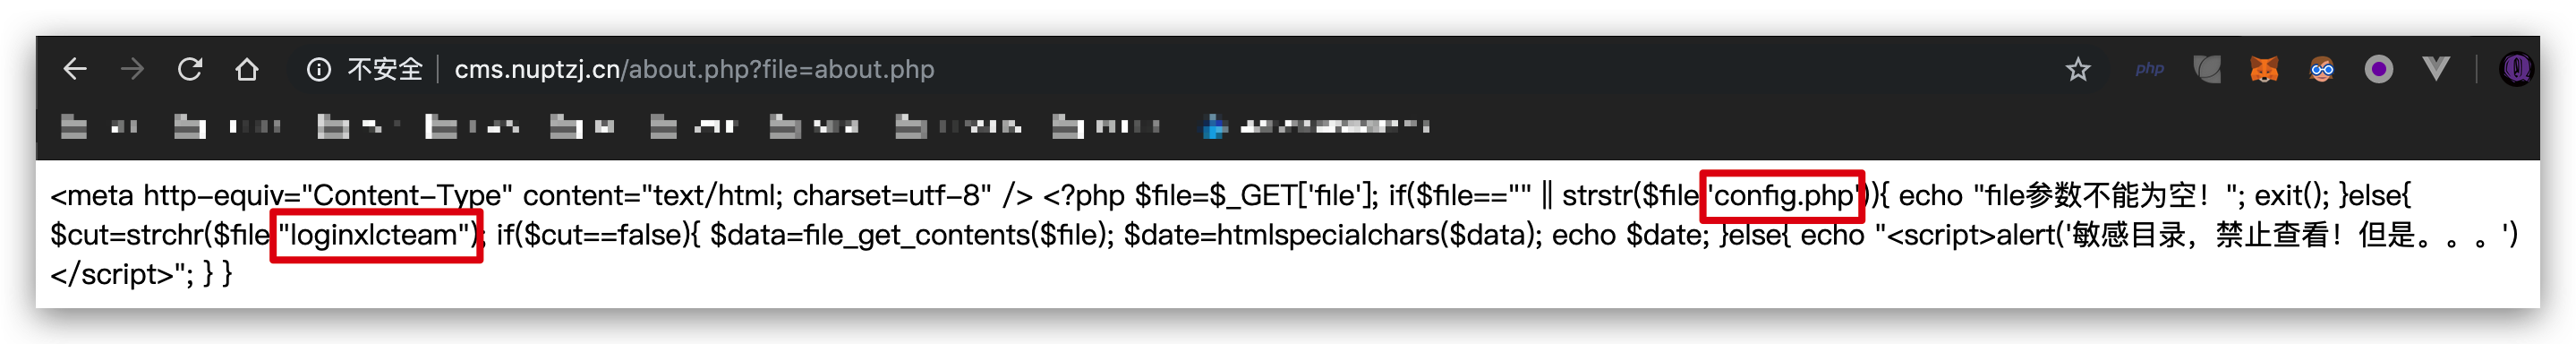 不安全 cms.nuptzj.cn/about.php?file=about.php php
<meta http-equiv="Content-Type" content="text/html; charset=utf-8" /> <?php $file=$_GET['file']; if($file=="" || strstr($file,'config.php')){ echo "file参数不能为空！"; exit(); }else{
$cut=strchr($file,"loginxlcteam"); if($cut==false){ $data=file_get_contents($file); $date=htmlspecialchars($data); echo $date; }else{ echo "<script>alert('敏感目录，禁止查看！但是。。。')
</script>"; } }